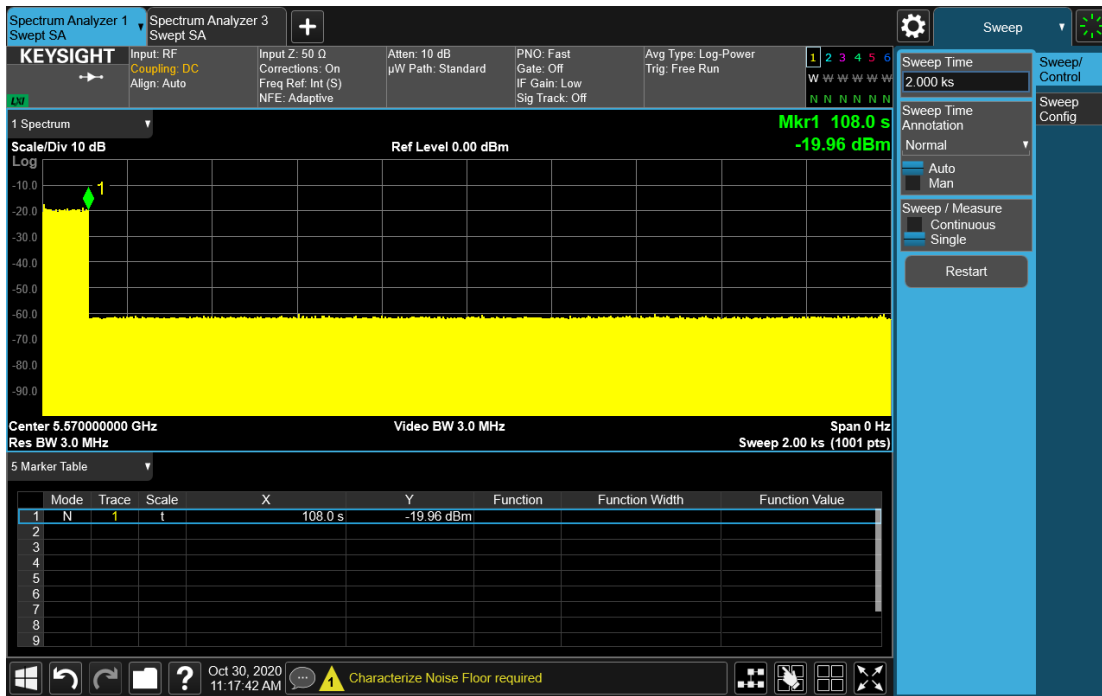 Spectrum Analyzer 1
Swept SA
Spectrum Analyzer 3
Swept SA
Sweep
KEYSIGHT
LXI
Input: RF
Coupling: DC
Align: Auto
Input Z: 50 Ω
Corrections: On
Freq Ref: Int (S)
NFE: Adaptive
Atten: 10 dB
µW Path: Standard
PNO: Fast
Gate: Off
IF Gain: Low
Sig Track: Off
Avg Type: Log-Power
Trig: Free Run
1 2 3 4 5 6
W W W W W W
N N N N N N
Sweep Time
2.000 ks
Sweep Time
Annotation
Normal
Auto
Man
Sweep / Measure
Continuous
Single
Restart
Sweep/
Control
Sweep
Config
1 Spectrum
Scale/Div 10 dB
Ref Level 0.00 dBm
Mkr1 108.0 s
-19.96 dBm
Log
1
-10.0
-20.0
-30.0
-40.0
-50.0
-60.0
-70.0
-80.0
-90.0
Center 5.570000000 GHz
Video BW 3.0 MHz
Span 0 Hz
Res BW 3.0 MHz
Sweep 2.00 ks (1001 pts)
5 Marker Table
Mode Trace Scale X Y Function Function Width Function Value
1 N 1 t 108.0 s -19.96 dBm
2
3
4
5
6
7
8
9
?
Oct 30, 2020
11:17:42 AM
1
Characterize Noise Floor required